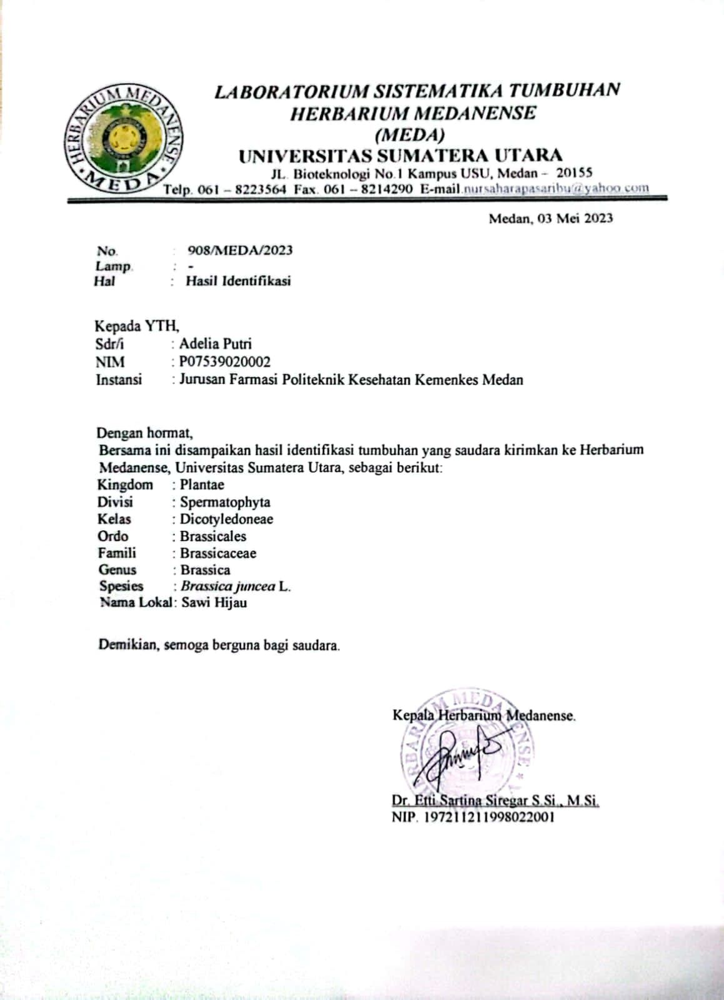 HERBARIUM MEDANENSE
MEDA
LABORATORIUM SISTEMATIKA TUMBUHAN
HERBARIUM MEDANENSE
(MEDA)
UNIVERSITAS SUMATERA UTARA
JL. Bioteknologi No.1 Kampus USU, Medan – 20155
Telp. 061 – 8223564 Fax. 061 – 8214290 E-mail.nursaharapasaribu@yahoo.com
Medan, 03 Mei 2023
No. : 908/MEDA/2023
Lamp. : -
Hal : Hasil Identifikasi
Kepada YTH,
Sdr/i : Adelia Putri
NIM : P07539020002
Instansi : Jurusan Farmasi Politeknik Kesehatan Kemenkes Medan
Dengan hormat,
Bersama ini disampaikan hasil identifikasi tumbuhan yang saudara kirimkan ke Herbarium
Medanense, Universitas Sumatera Utara, sebagai berikut:
Kingdom : Plantae
Divisi : Spermatophyta
Kelas : Dicotyledoneae
Ordo : Brassicales
Famili : Brassicaceae
Genus : Brassica
Spesies : Brassica juncea L.
Nama Lokal: Sawi Hijau
Demikian, semoga berguna bagi saudara.
HERBARIUM MEDANENSE
Kepala Herbarium Medanense.
Dr. Etti Sartina Siregar S.Si., M.Si.
NIP. 197211211998022001